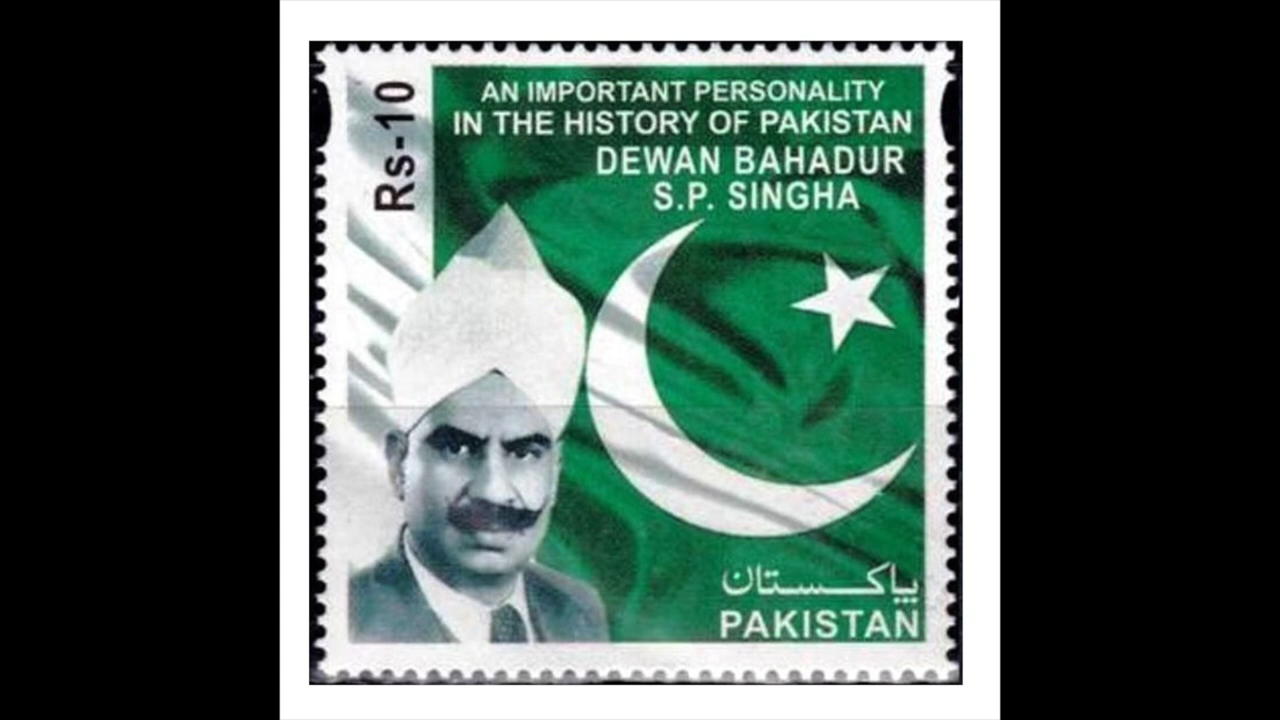 Rs-10
AN IMPORTANT PERSONALITY
IN THE HISTORY OF PAKISTAN
DEWAN BAHADUR
S.P. SINGHA
پاکستان
PAKISTAN